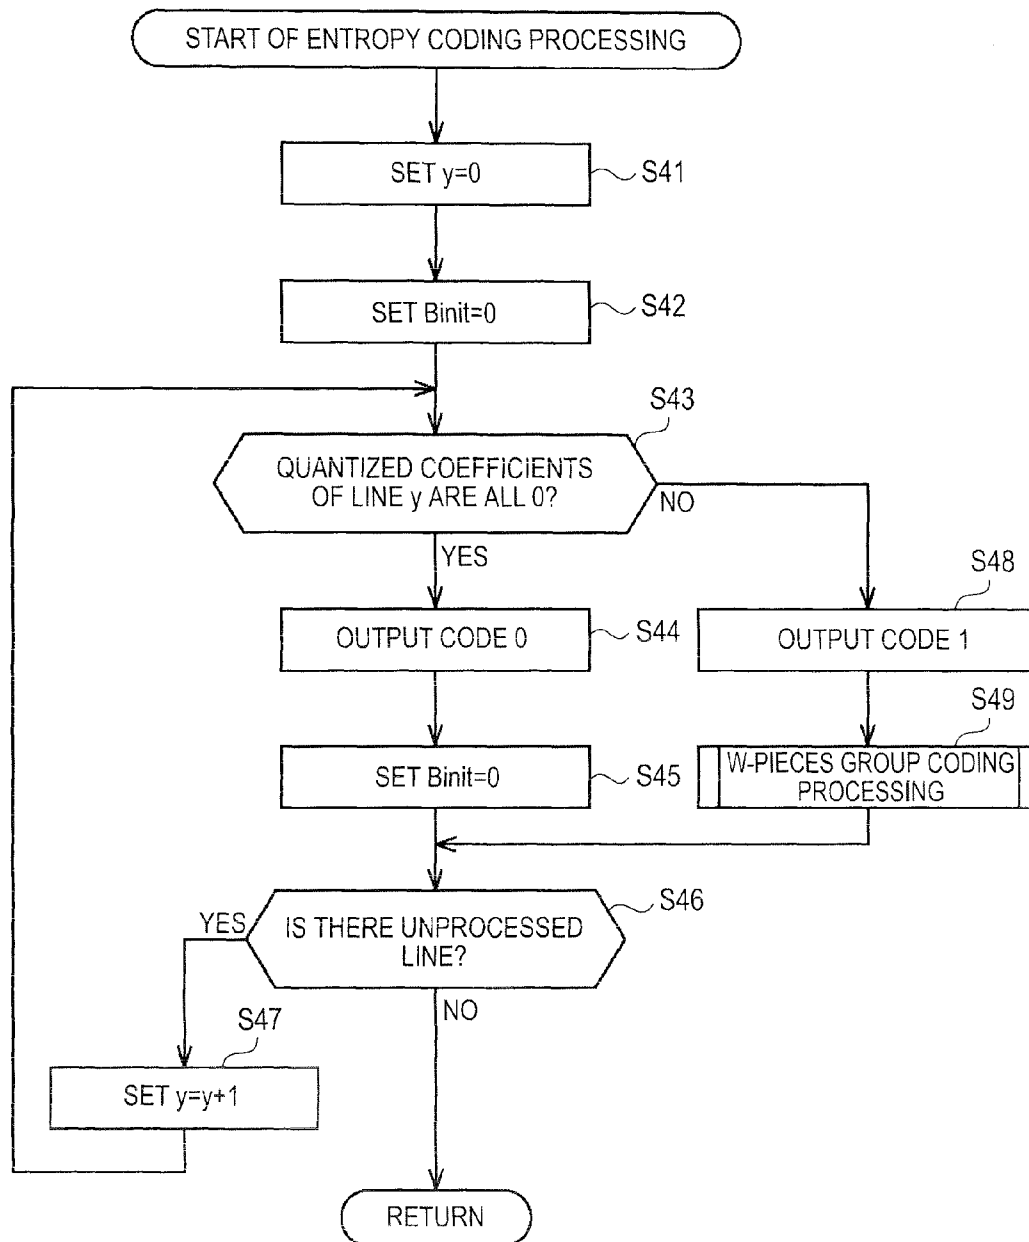 START OF ENTROPY CODING PROCESSING
SET y=0
S41
SET Binit=0
S42
S43
QUANTIZED COEFFICIENTS
OF LINE y ARE ALL 0?
NO
YES
S48
OUTPUT CODE 0
S44
OUTPUT CODE 1
S49
SET Binit=0
S45
W-PIECES GROUP CODING
PROCESSING
S46
YES
IS THERE UNPROCESSED
LINE?
NO
S47
SET y=y+1
RETURN